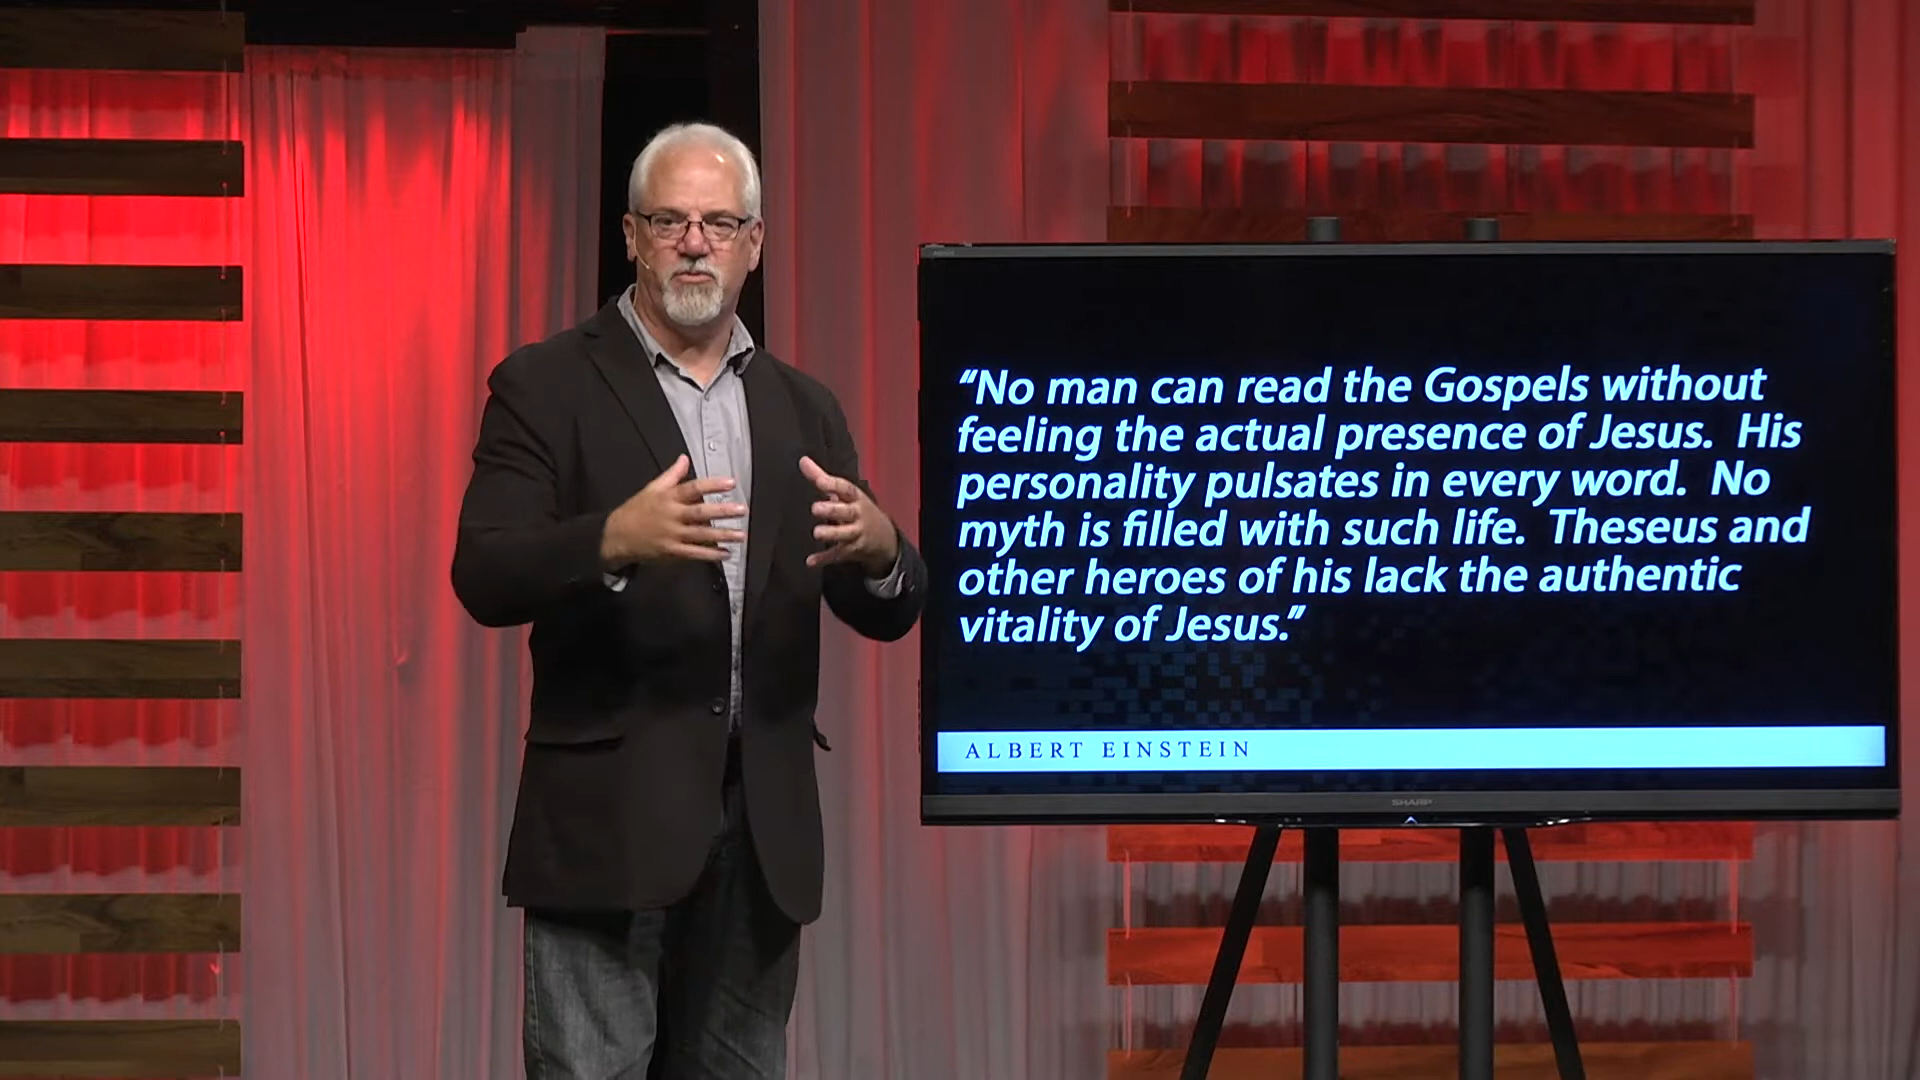 “No man can read the Gospels without
feeling the actual presence of Jesus. His
personality pulsates in every word. No
myth is filled with such life. Theseus and
other heroes of his lack the authentic
vitality of Jesus.”
ALBERT EINSTEIN
SHARP